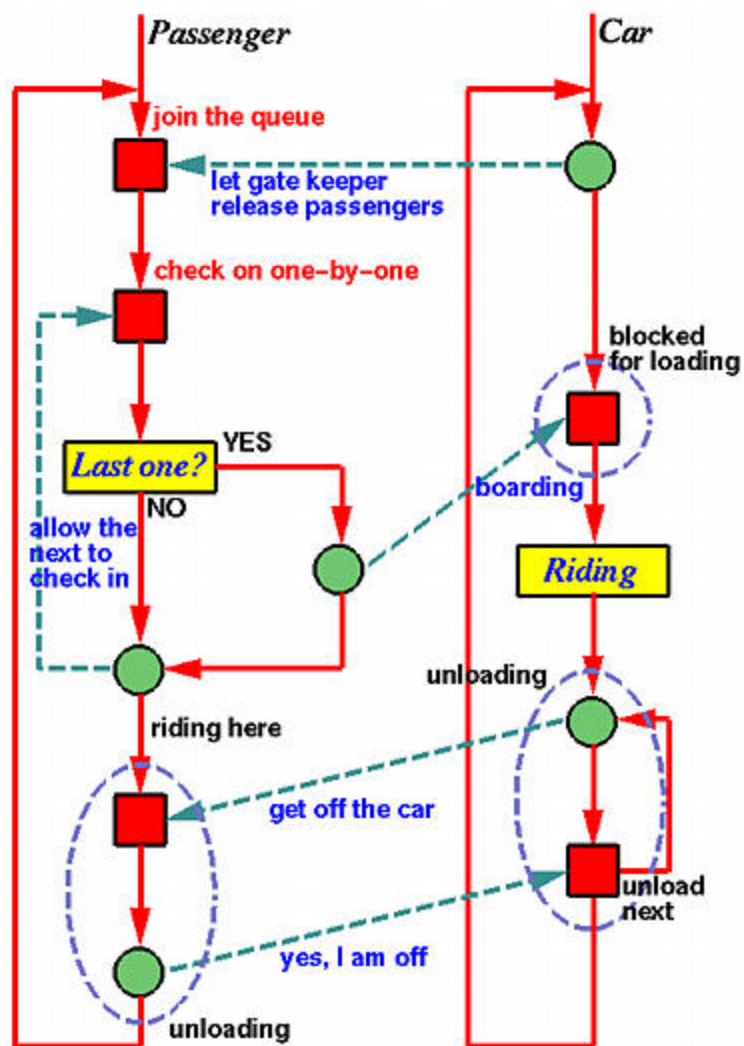 Passenger
Car
join the queue
let gate keeper
release passengers
check on one-by-one
blocked
for loading
Last one?
YES
NO
boarding
allow the
next to
check in
Riding
unloading
riding here
get off the car
unload
next
yes, I am off
unloading